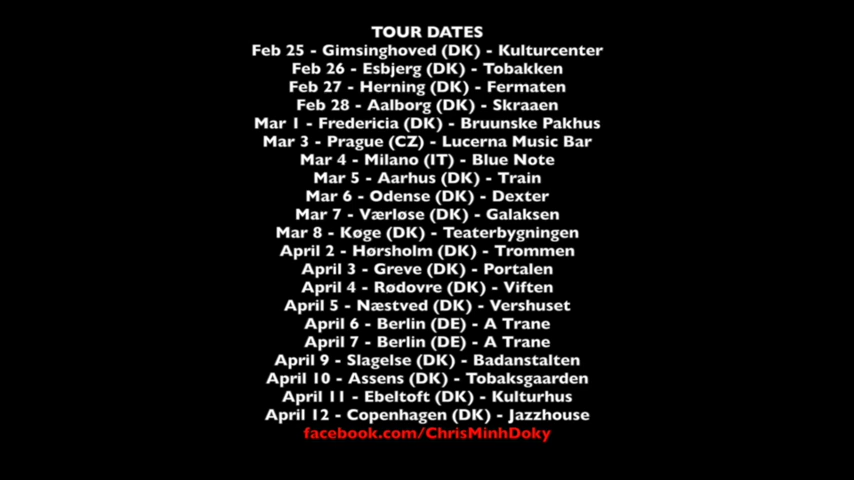 TOUR DATES
Feb 25 - Gimsinghoved (DK) - Kulturcenter
Feb 26 - Esbjerg (DK) - Tobakken
Feb 27 - Herning (DK) - Fermaten
Feb 28 - Aalborg (DK) - Skraaen
Mar 1 - Fredericia (DK) - Bruunske Pakhus
Mar 3 - Prague (CZ) - Lucerna Music Bar
Mar 4 - Milano (IT) - Blue Note
Mar 5 - Aarhus (DK) - Train
Mar 6 - Odense (DK) - Dexter
Mar 7 - Værløse (DK) - Galaksen
Mar 8 - Køge (DK) - Teaterbygningen
April 2 - Hørsholm (DK) - Trommen
April 3 - Greve (DK) - Portalen
April 4 - Rødovre (DK) - Viften
April 5 - Næstved (DK) - Vershuset
April 6 - Berlin (DE) - A Trane
April 7 - Berlin (DE) - A Trane
April 9 - Slagelse (DK) - Badanstalten
April 10 - Assens (DK) - Tobaksgaarden
April 11 - Ebeltoft (DK) - Kulturhus
April 12 - Copenhagen (DK) - Jazzhouse
facebook.com/ChrisMinhDoky